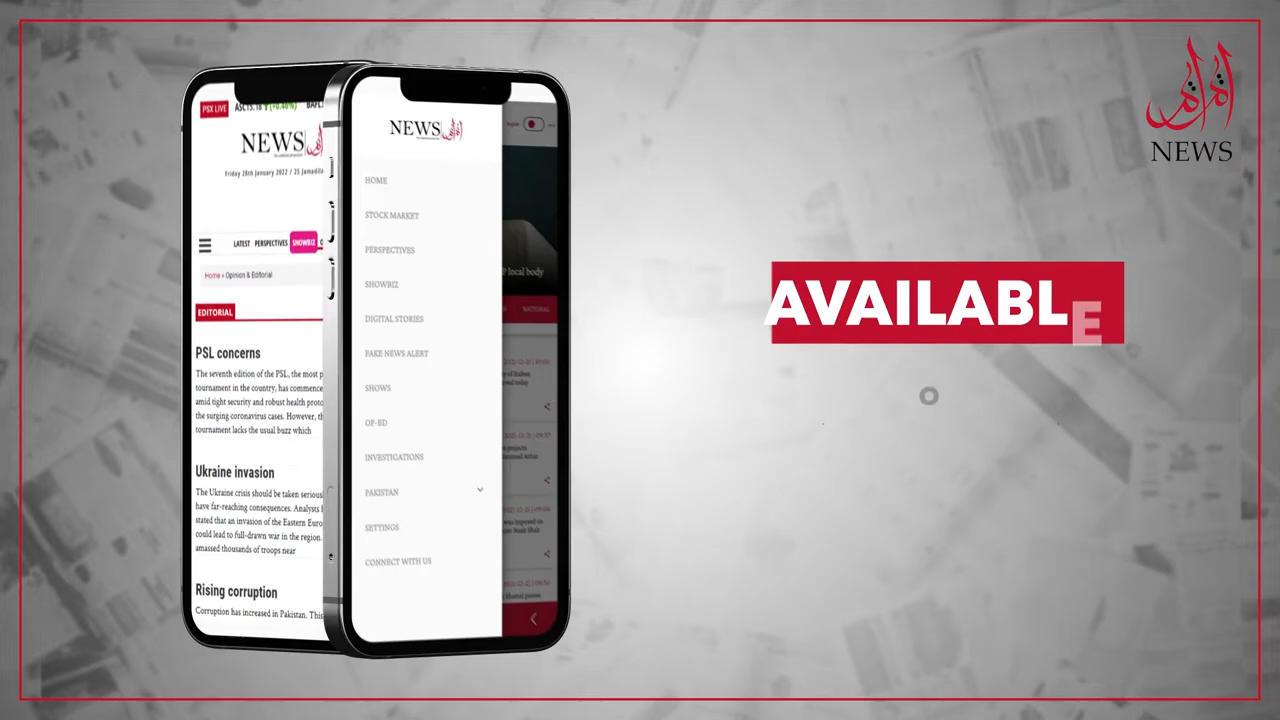 PSX LIVE
NEWS
Friday 28th January 2022 / 25 Jamadila
LATEST PERSPECTIVES SHOWBIZ
Home » Opinion & Editorial
EDITORIAL
PSL concerns
The seventh edition of the PSL, the most p
tournament in the country, has commence
amid tight security and robust health proto
the surging coronavirus cases. However, th
tournament lacks the usual buzz which
Ukraine invasion
The Ukraine crisis should be taken serious
have far-reaching consequences. Analysts
stated that an invasion of the Eastern Euro
could lead to full-drawn war in the region.
amassed thousands of troops near
Rising corruption
Corruption has increased in Pakistan. This
NEWS
HOME
STOCK MARKET
PERSPECTIVES
SHOWBIZ
DIGITAL STORIES
FAKE NEWS ALERT
SHOWS
OP-ED
INVESTIGATIONS
PAKISTAN
SETTINGS
CONNECT WITH US
P local body
NATIONAL
AVAILABLE
O
اقرار
NEWS